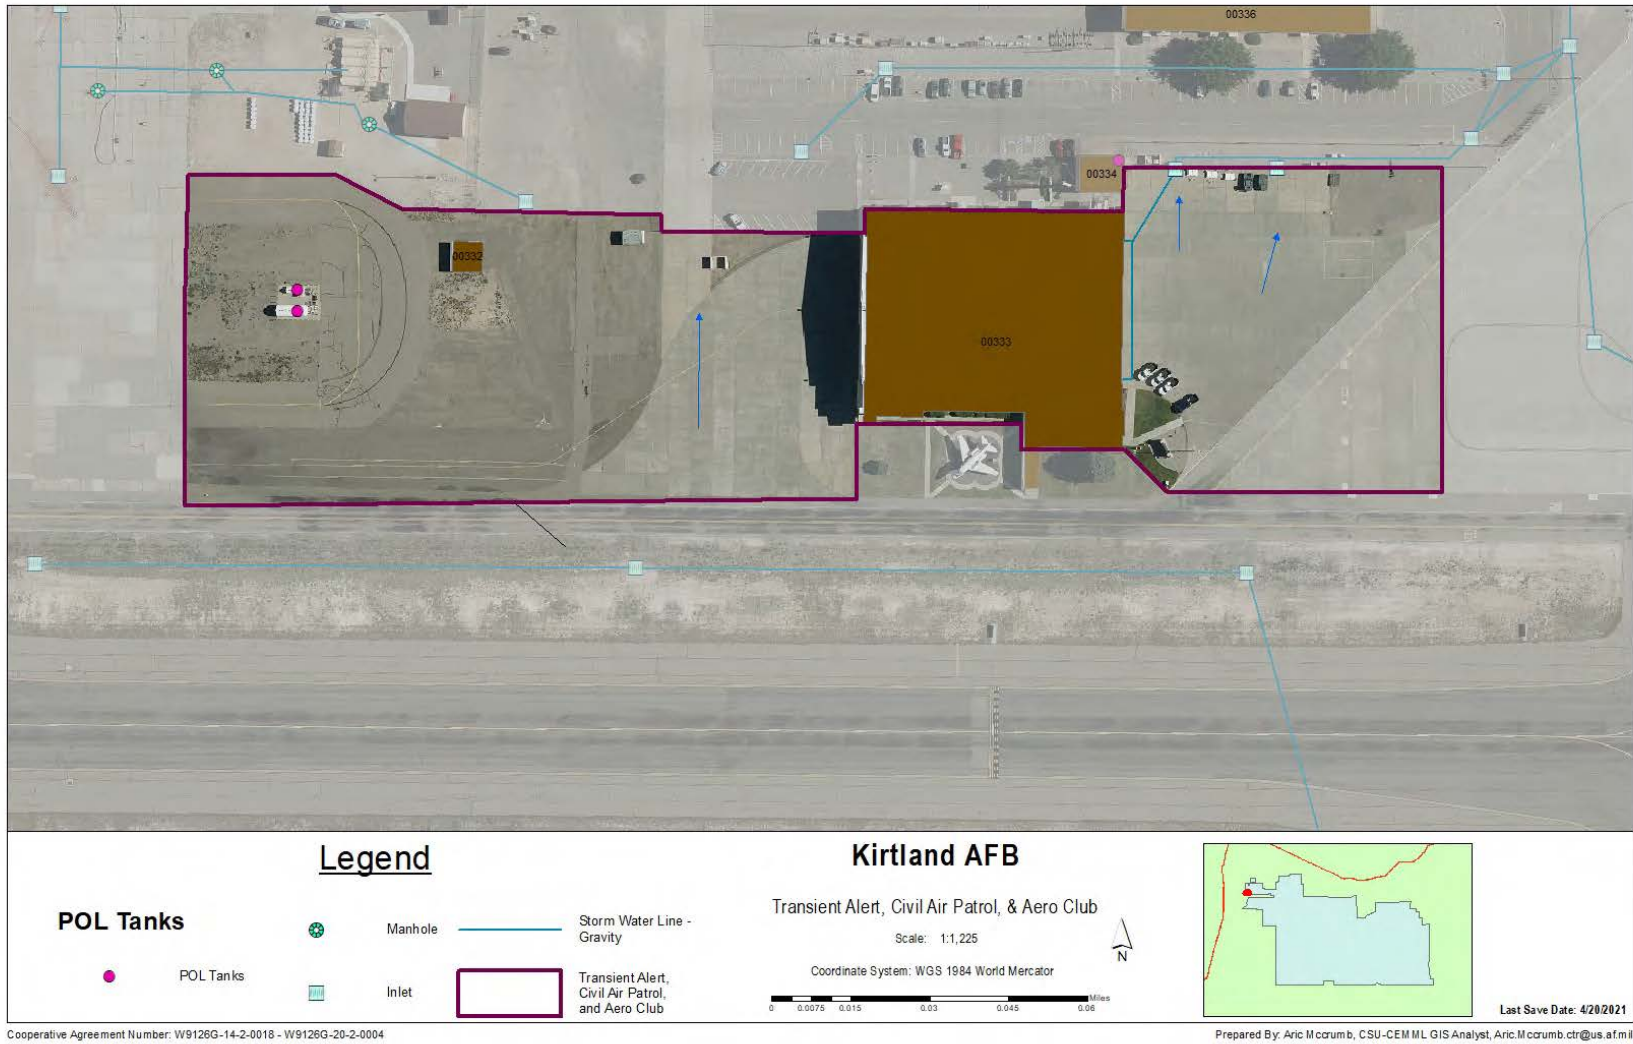 00336
00334
00332
00333
Legend
POL Tanks
POL Tanks
Manhole
Inlet
Storm Water Line -
Gravity
Transient Alert,
Civil Air Patrol,
and Aero Club
Kirtland AFB
Transient Alert, Civil Air Patrol, & Aero Club
Scale: 1:1,225
Coordinate System: WGS 1984 World Mercator
N
Miles
0 0.0075 0.015 0.03 0.045 0.06
Last Save Date: 4/20/2021
Cooperative Agreement Number: W9126G-14-2-0018 - W9126G-20-2-0004
Prepared By: Aric Mccrumb, CSU-CEMML GIS Analyst, Aric.Mccrumb.ctr@us.af.mil